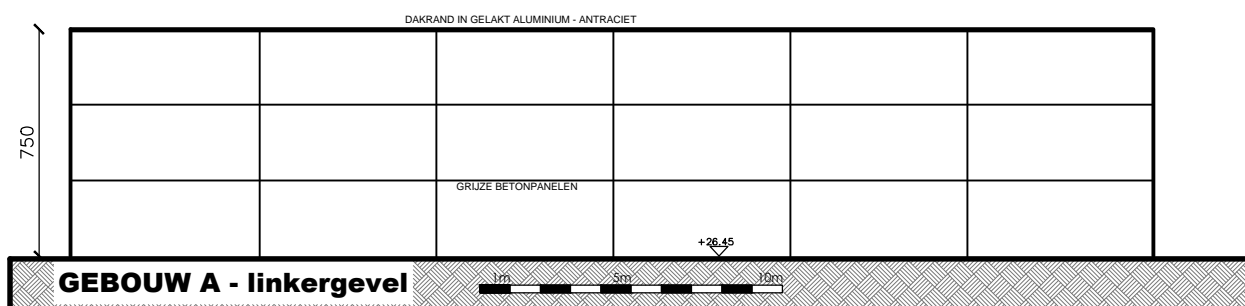 DAKRAND IN GELAKT ALUMINIUM - ANTRACIET
750
GRIJZE BETONPANELEN
+26.45
GEBOUW A - linkergevel
1m 5m 10m